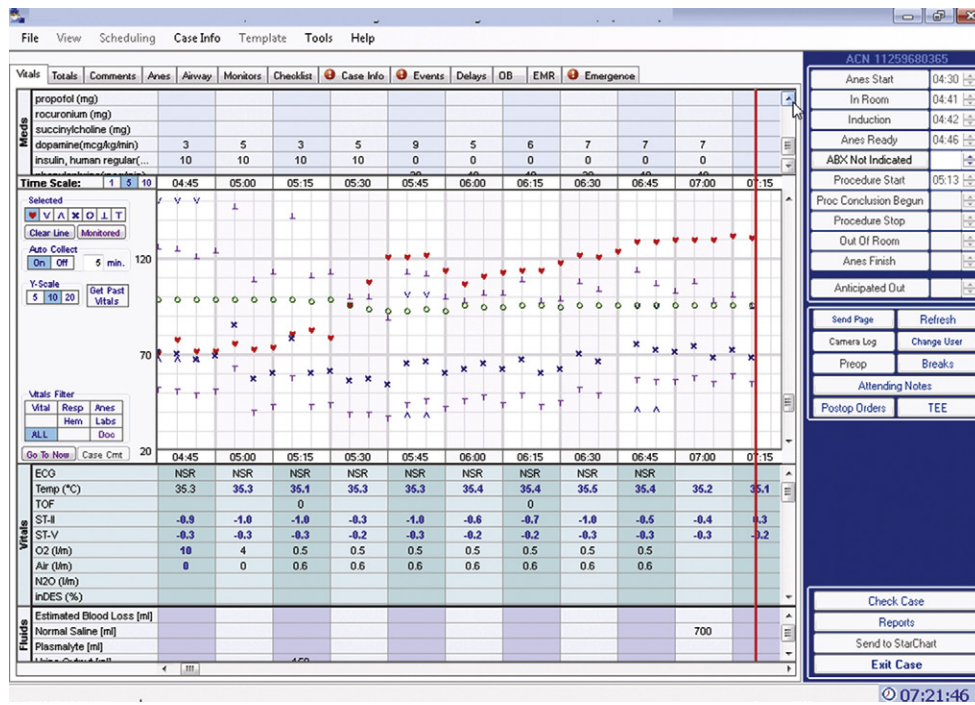 File View Scheduling Case Info Template Tools Help
Vitals Totals Comments Anes Airway Monitors Checklist Case Info Events Delays OB EMR Emergence
Meds
propofol (mg)
rocuronium (mg)
succinylcholine (mg)
dopamine(mcg/kg/min) 3 5 3 5 9 5 6 7 7 7
insulin, human regular(... 10 10 10 10 0 0 0 0 0 0
Time Scale: 1 5 10 04:45 05:00 05:15 05:30 05:45 06:00 06:15 06:30 06:45 07:00 07:15
Selected
Clear Line Monitored
Auto Collect
On Off 5 min.
Y-Scale
5 10 20 Get Past Vitals
120
70
20
Vitals Filter
Vital Resp Anes
Hem Labs
ALL Doc
Go To Now Case Cmt
04:45 05:00 05:15 05:30 05:45 06:00 06:15 06:30 06:45 07:00 07:15
Vitals
ECG NSR NSR NSR NSR NSR NSR NSR NSR NSR
Temp (°C) 35.3 35.3 35.1 35.3 35.3 35.4 35.4 35.5 35.4 35.2 35.1
TOF 0 0
ST-II -0.9 -1.0 -1.0 -0.3 -1.0 -0.6 -0.7 -1.0 -0.5 -0.4 0.3
ST-V -0.3 -0.3 -0.3 -0.2 -0.3 -0.2 -0.2 -0.3 -0.3 -0.3 -0.2
O2 (l/m) 10 4 0.5 0.5 0.5 0.5 0.5 0.5 0.5
Air (l/m) 0 0 0.6 0.6 0.6 0.6 0.6 0.6 0.6
N2O (l/m)
inDES (%)
Fluids
Estimated Blood Loss [ml]
Normal Saline [ml] 700
Plasmalyte [ml]
ACN 11259680365
Anes Start 04:30
In Room 04:41
Induction 04:42
Anes Ready 04:46
ABX Not Indicated
Procedure Start 05:13
Proc Conclusion Begun
Procedure Stop
Out Of Room
Anes Finish
Anticipated Out
Send Page Refresh
Camera Log Change User
Preop Breaks
Attending Notes
Postop Orders TEE
Check Case
Reports
Send to StarChart
Exit Case
07:21:46